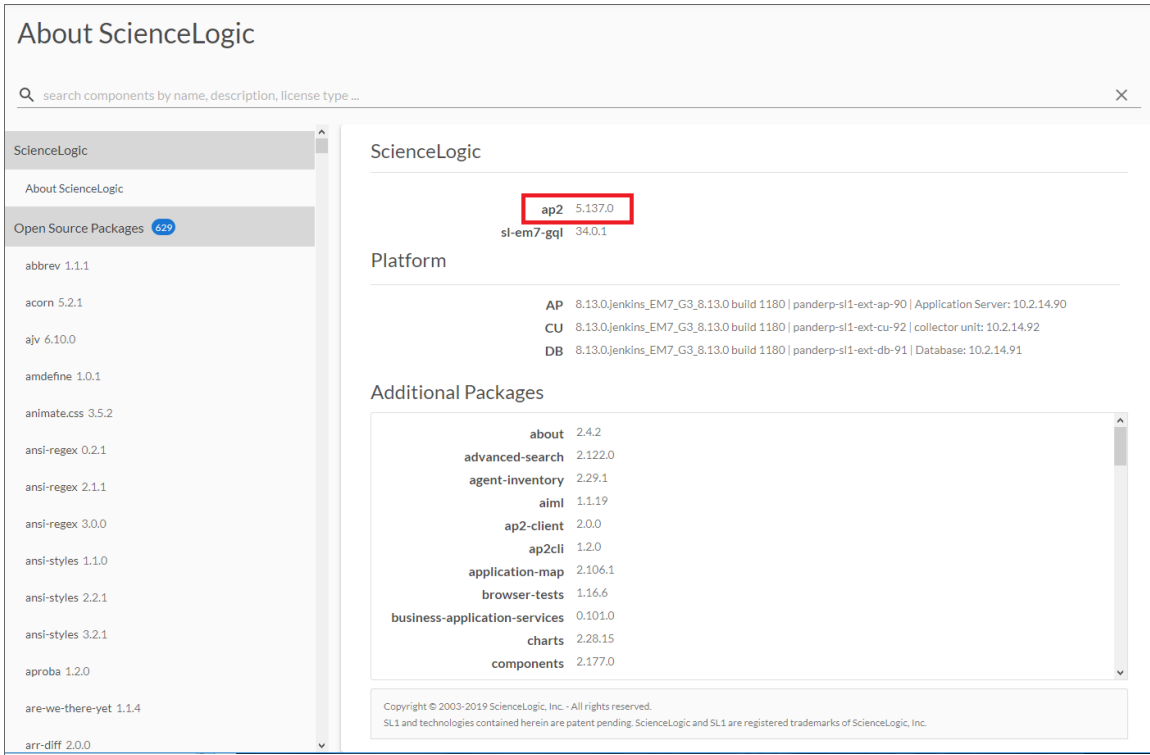 About ScienceLogic
search components by name, description, license type ...
ScienceLogic
About ScienceLogic
Open Source Packages 629
abbrev 1.1.1
acorn 5.2.1
ajv 6.10.0
amdefine 1.0.1
animate.css 3.5.2
ansi-regex 0.2.1
ansi-regex 2.1.1
ansi-regex 3.0.0
ansi-styles 1.1.0
ansi-styles 2.2.1
ansi-styles 3.2.1
aproba 1.2.0
are-we-there-yet 1.1.4
arr-diff 2.0.0
ScienceLogic
ap2 5.137.0
sl-em7-gql 34.0.1
Platform
AP 8.13.0.jenkins_EM7_G3_8.13.0 build 1180 | panderp-sl1-ext-ap-90 | Application Server: 10.2.14.90
CU 8.13.0.jenkins_EM7_G3_8.13.0 build 1180 | panderp-sl1-ext-cu-92 | collector unit: 10.2.14.92
DB 8.13.0.jenkins_EM7_G3_8.13.0 build 1180 | panderp-sl1-ext-db-91 | Database: 10.2.14.91
Additional Packages
about 2.4.2
advanced-search 2.122.0
agent-inventory 2.29.1
aiml 1.1.19
ap2-client 2.0.0
ap2cli 1.2.0
application-map 2.106.1
browser-tests 1.16.6
business-application-services 0.101.0
charts 2.28.15
components 2.177.0
Copyright © 2003-2019 ScienceLogic, Inc. - All rights reserved.
SL1 and technologies contained herein are patent pending. ScienceLogic and SL1 are registered trademarks of ScienceLogic, Inc.